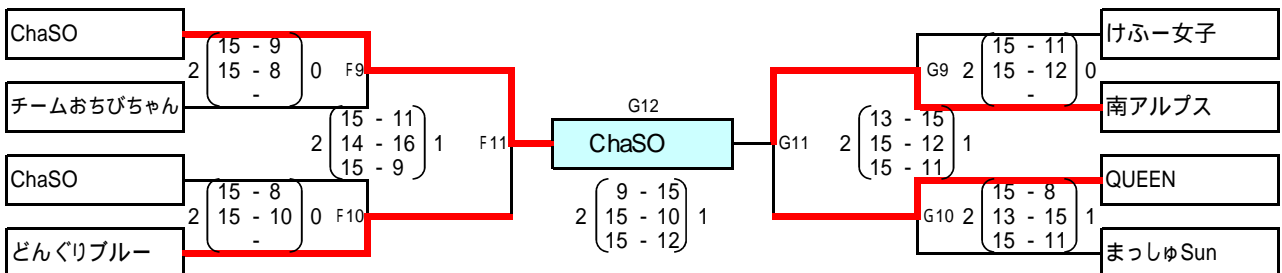 ChaSO
15 - 9
2 15 - 8 0
-
F9
チームおちびちゃん
15 - 11
2 14 - 16 1
15 - 9
F11
ChaSO
15 - 8
2 15 - 10 0
-
F10
どんぐりブルー
G12
ChaSO
9 - 15
2 15 - 10 1
15 - 12
けふー女子
15 - 11
G9 2 15 - 12 0
-
南アルプス
13 - 15
G11 2 15 - 12 1
15 - 11
QUEEN
15 - 8
G10 2 13 - 15 1
15 - 11
まっしゅSun